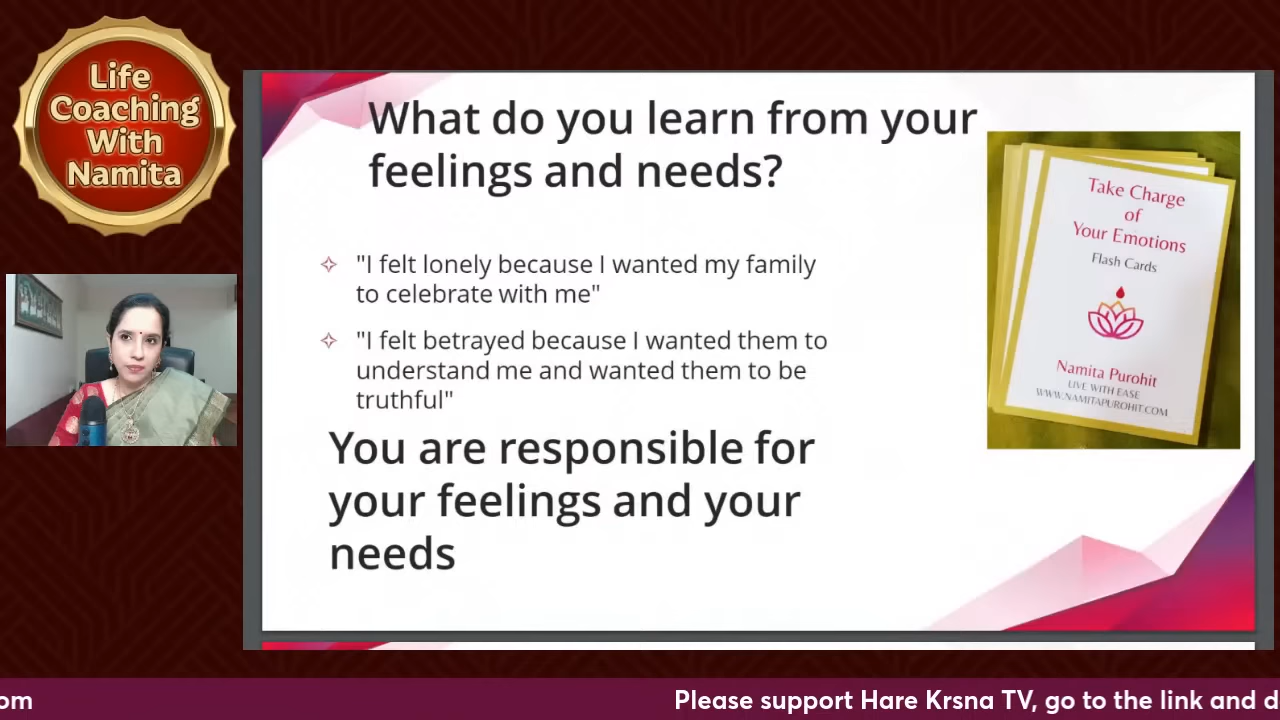 Life
Coaching
With
Namita
What do you learn from your
feelings and needs?
"I felt lonely because I wanted my family
to celebrate with me"
"I felt betrayed because I wanted them to
understand me and wanted them to be
truthful"
You are responsible for
your feelings and your
needs
Take Charge
of
Your Emotions
Flash Cards
Namita Purohit
LIVE WITH EASE
WWW.NAMITAPUROHIT.COM
om
Please support Hare Krsna TV, go to the link and d